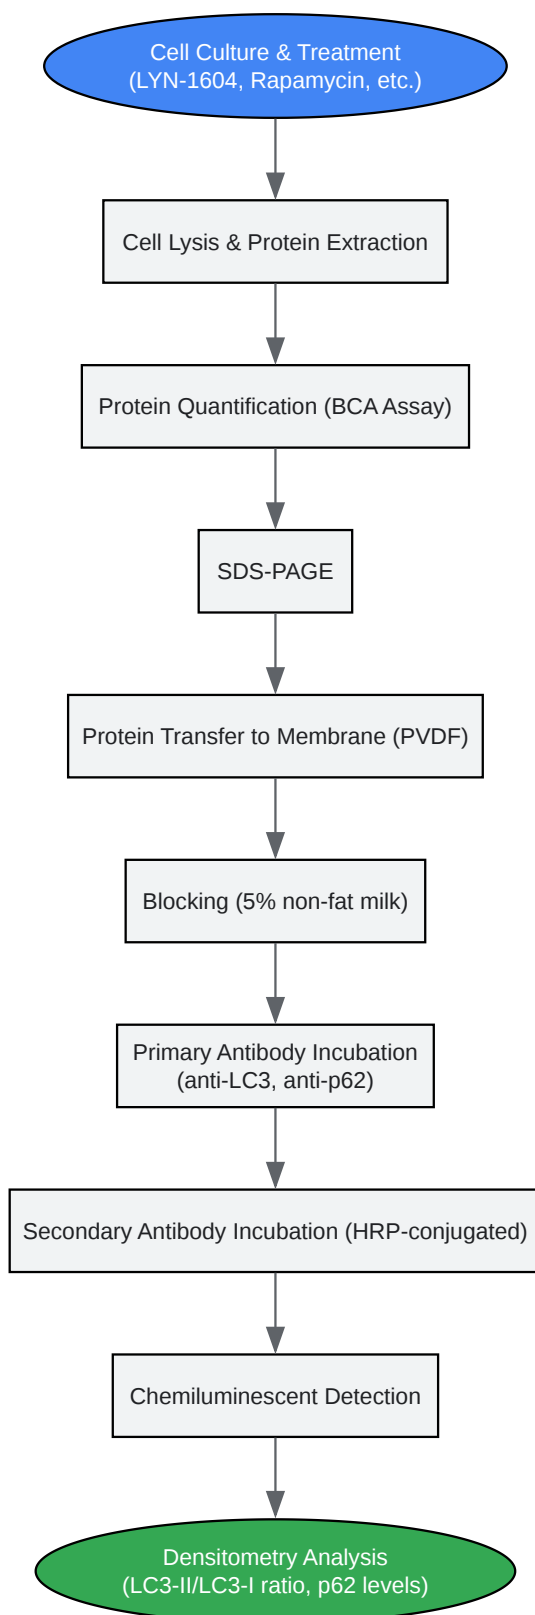 Cell Culture & Treatment
(LYN-1604, Rapamycin, etc.)
Cell Lysis & Protein Extraction
Protein Quantification (BCA Assay)
SDS-PAGE
Protein Transfer to Membrane (PVDF)
Blocking (5% non-fat milk)
Primary Antibody Incubation
(anti-LC3, anti-p62)
Secondary Antibody Incubation (HRP-conjugated)
Chemiluminescent Detection
Densitometry Analysis
(LC3-II/LC3-I ratio, p62 levels)